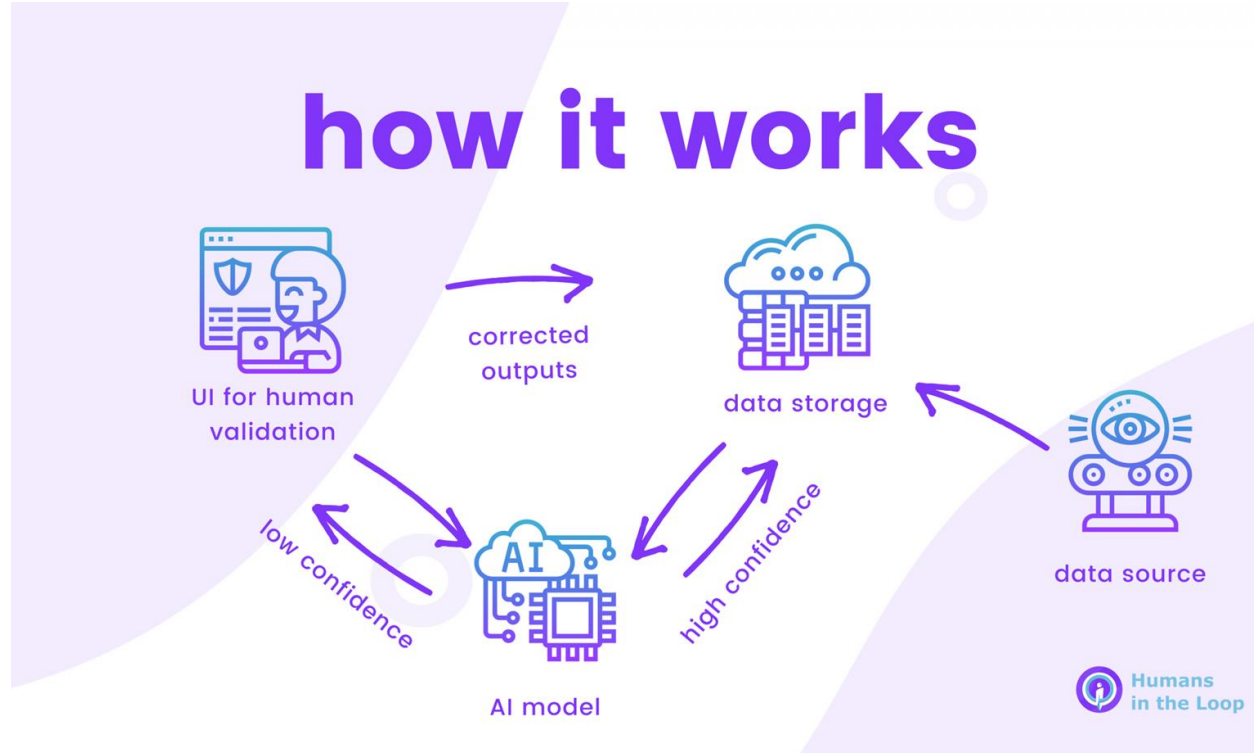 how it works
corrected
outputs
UI for human
validation
data storage
low confidence
high confidence
AI
data source
AI model
Humans
in the Loop